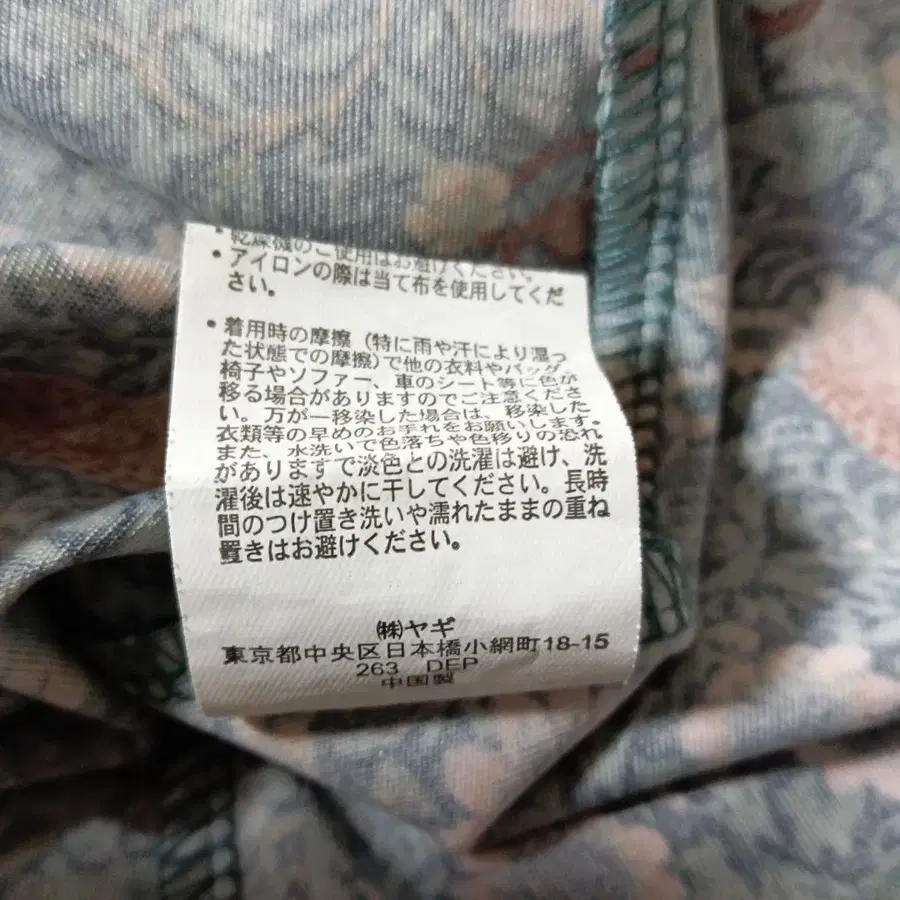 ・乾燥機のご使用はお避けください。
・アイロンの際は当て布を使用してくだ
さい。
・着用時の摩擦(特に雨や汗により湿っ
た状態での摩擦)で他の衣料やバッグ、
椅子やソファー、車のシート等に色が
移る場合がありますのでご注意くださ
い。万が一移染した場合は、移染した
衣類等の早めのお手入れをお願いします。
また、水洗いで色落ちや色移りの恐れ
がありますで淡色との洗濯は避け、洗
濯後は速やかに干してください。長時
間のつけ置き洗いや濡れたままの重ね
置きはお避けください。
㈱ヤギ
東京都中央区日本橋小網町18-15
263 DEP
中国製